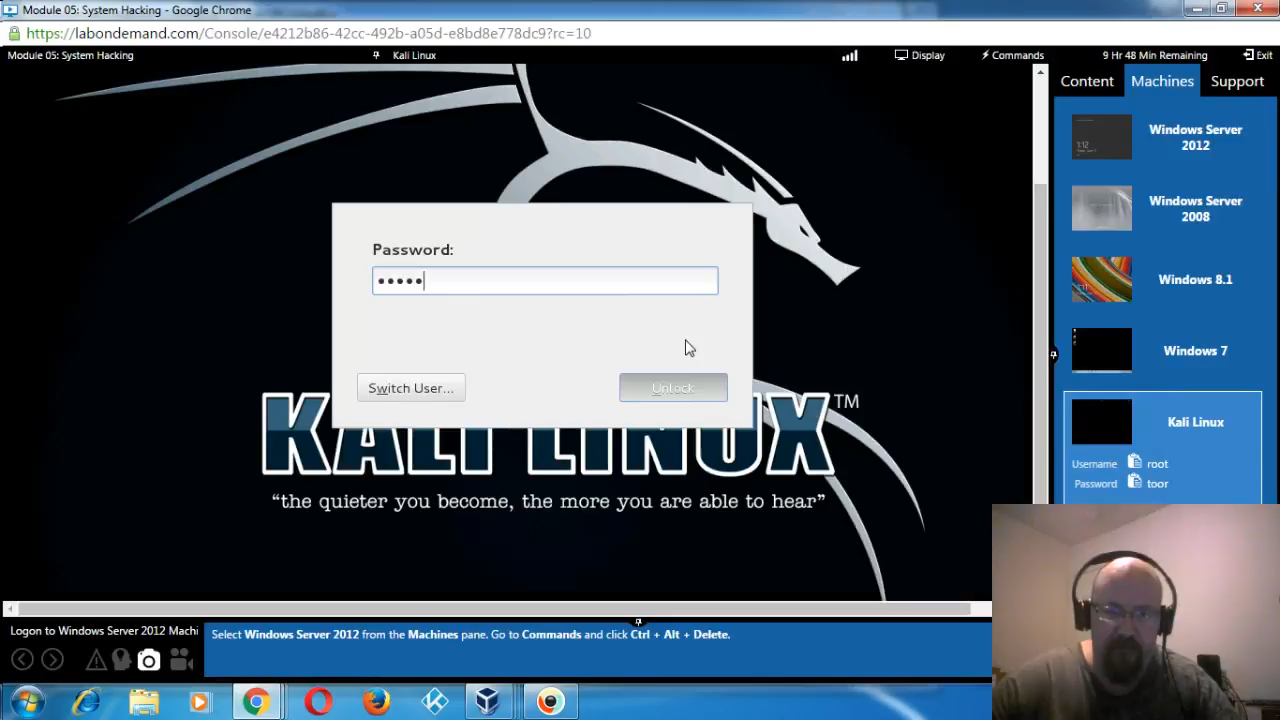 Module 05: System Hacking - Google Chrome
https://labondemand.com/Console/e4212b86-42cc-492b-a05d-e8bd8e778dc9?rc=10
Module 05: System Hacking
Kali Linux
Display
Commands
9 Hr 48 Min Remaining
Exit
Content
Machines
Support
Windows Server
2012
Windows Server
2008
Windows 8.1
Windows 7
Kali Linux
Username root
Password toor
Password:
•••••
Switch User...
Unlock
KALI LINUX™
“the quieter you become, the more you are able to hear”
Logon to Windows Server 2012 Machi
Select Windows Server 2012 from the Machines pane. Go to Commands and click Ctrl + Alt + Delete.